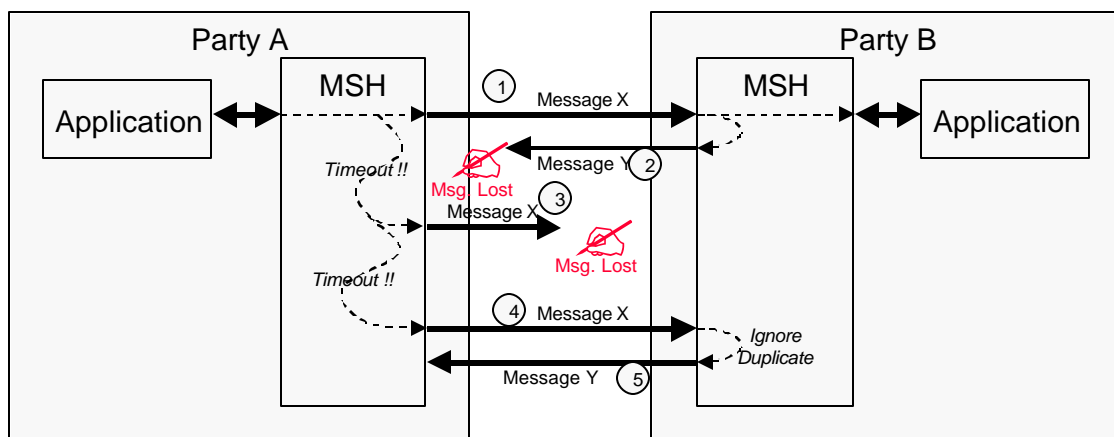 Party A
Party B
MSH
MSH
Application
Application
1
Message X
Timeout !!
Message Y
2
Msg. Lost
3
Message X
Msg. Lost
Timeout !!
4
Message X
Ignore
Duplicate
Message Y
5